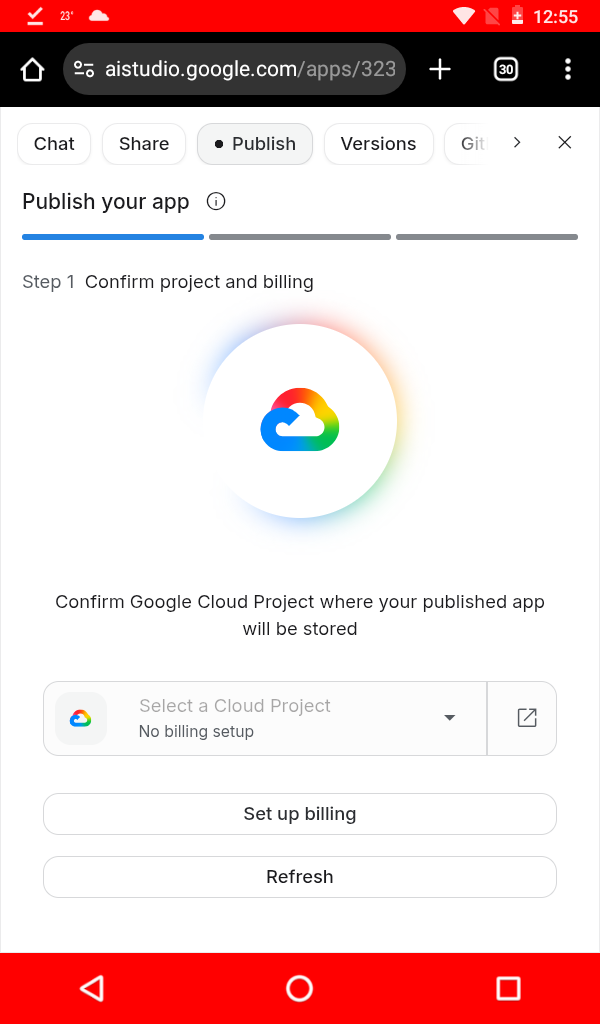 23°
12:55
aistudio.google.com/apps/323
30
Chat
Share
Publish
Versions
Git
Publish your app
Step 1 Confirm project and billing
Confirm Google Cloud Project where your published app
will be stored
Select a Cloud Project
No billing setup
Set up billing
Refresh